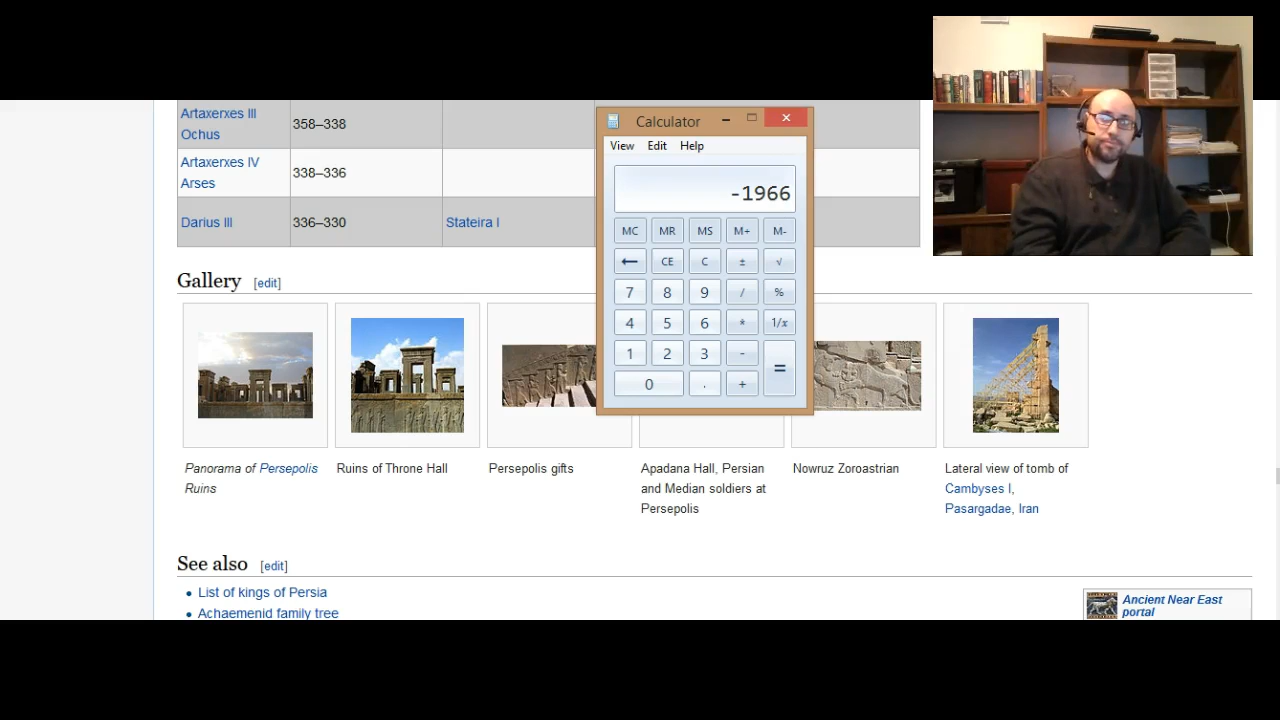 Artaxerxes III
Ochus
358–338
Artaxerxes IV
Arses
338–336
Darius III
336–330
Stateira I
Calculator
View Edit Help
-1966
MC MR MS M+ M-
← CE C ± √
7 8 9 / %
4 5 6 * 1/x
1 2 3 - =
0 . +
Gallery [edit]
Panorama of Persepolis
Ruins
Ruins of Throne Hall
Persepolis gifts
Apadana Hall, Persian
and Median soldiers at
Persepolis
Nowruz Zoroastrian
Lateral view of tomb of
Cambyses I,
Pasargadae, Iran
See also [edit]
• List of kings of Persia
• Achaemenid family tree
Ancient Near East
portal